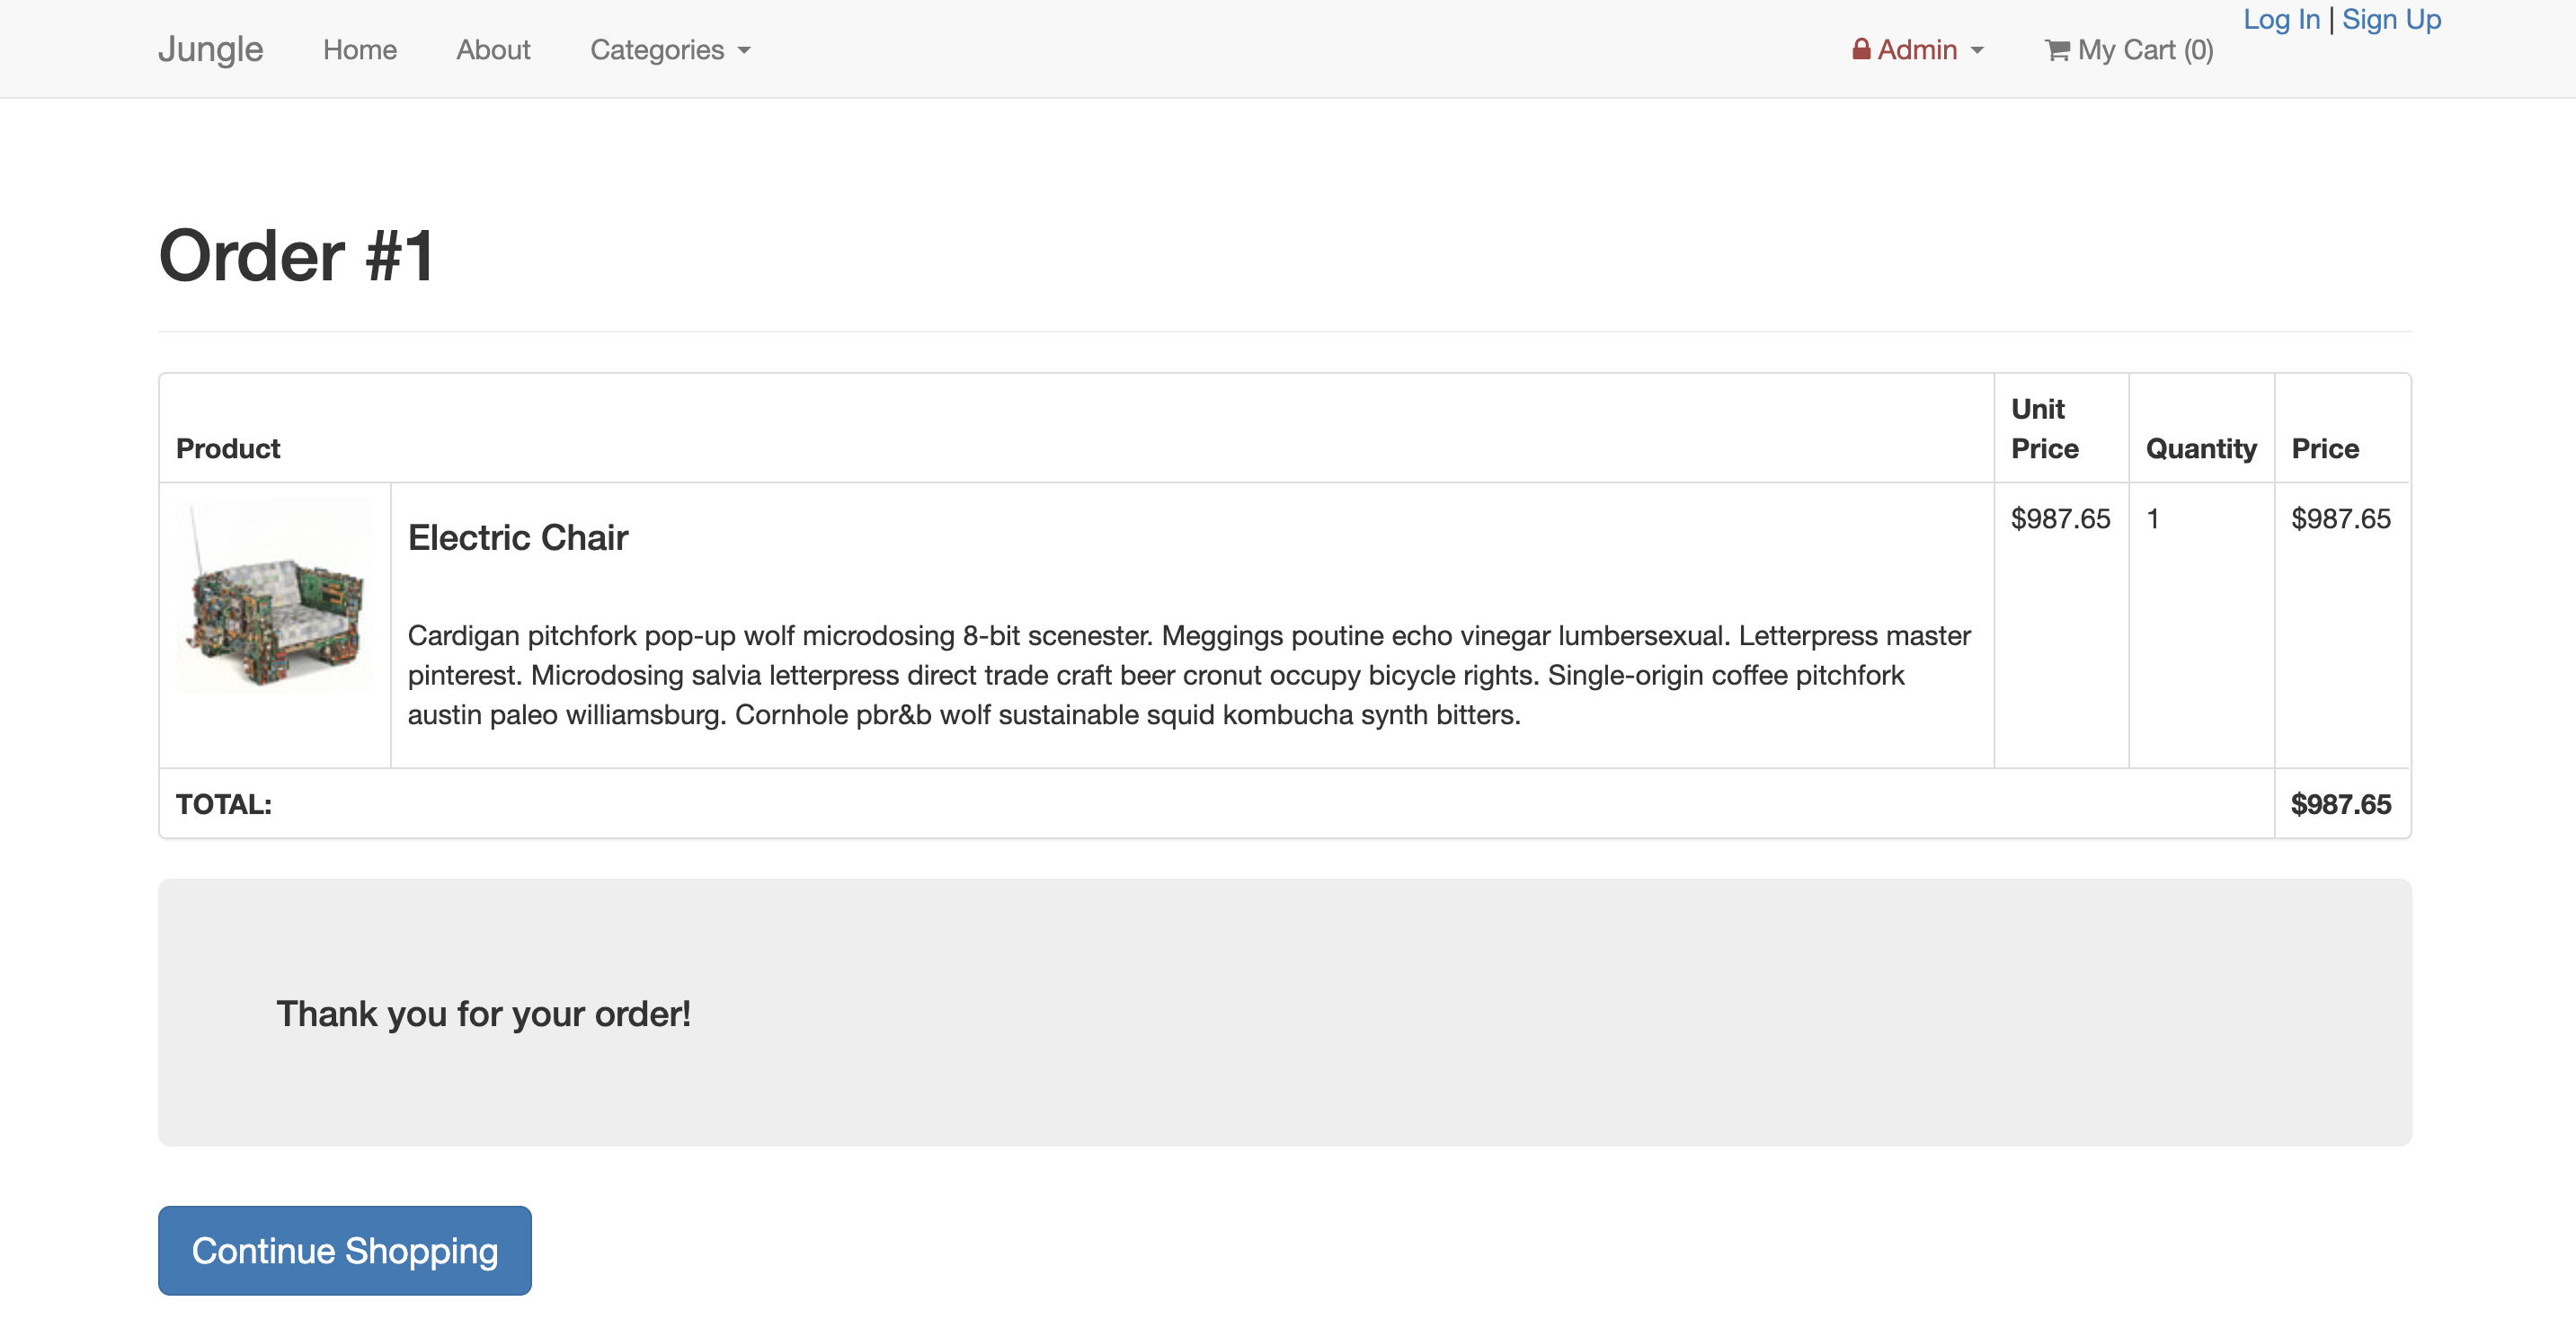 Jungle Home About Categories Admin My Cart (0) Log In | Sign Up
Order #1
Product Unit Price Quantity Price
Electric Chair $987.65 1 $987.65
Cardigan pitchfork pop-up wolf microdosing 8-bit scenester. Meggings poutine echo vinegar lumbersexual. Letterpress master
pinterest. Microdosing salvia letterpress direct trade craft beer cronut occupy bicycle rights. Single-origin coffee pitchfork
austin paleo williamsburg. Cornhole pbr&b wolf sustainable squid kombucha synth bitters.
TOTAL: $987.65
Thank you for your order!
Continue Shopping